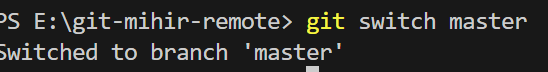 PS E:\git-mihir-remote> git switch master
Switched to branch 'master'